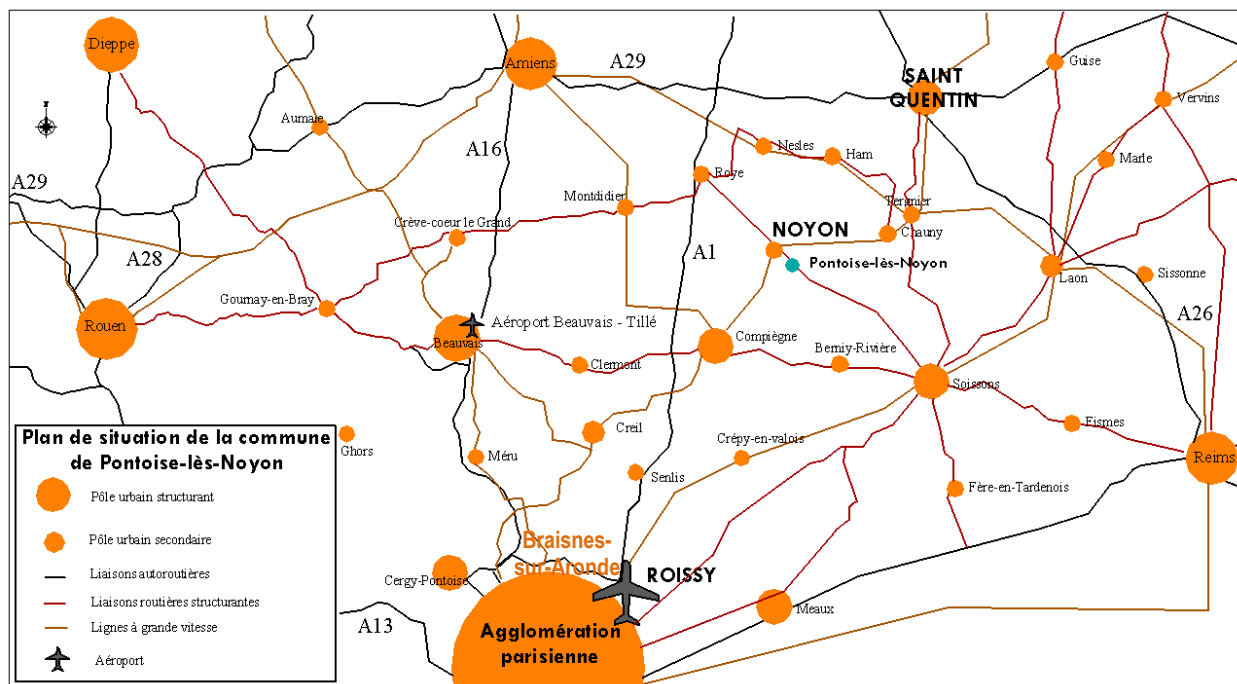 Dieppe
Amiens
A29
SAINT
QUENTIN
Guise
Vervins
Aumale
A16
Nesles
Ham
Marle
A29
Roye
Montdidier
Tergnier
Crève-coeur le Grand
NOYON
Chauny
A28
A1
Pontoise-lès-Noyon
Sissonne
Laon
Gournay-en-Bray
A26
Rouen
Aéroport Beauvais - Tillé
Beauvais
Compiègne
Berniy-Rivière
Clermont
Soissons
Creil
Fismes
Ghors
Crépy-en-valois
Méru
Senlis
Reims
Fère-en-Tardenois
Braisnes-
sur-Aronde
ROISSY
Cergy-Pontoise
Meaux
A13
Agglomération
parisienne
Plan de situation de la commune
de Pontoise-lès-Noyon
Pôle urbain structurant
Pôle urbain secondaire
Liaisons autoroutières
Liaisons routières structurantes
Lignes à grande vitesse
Aéroport